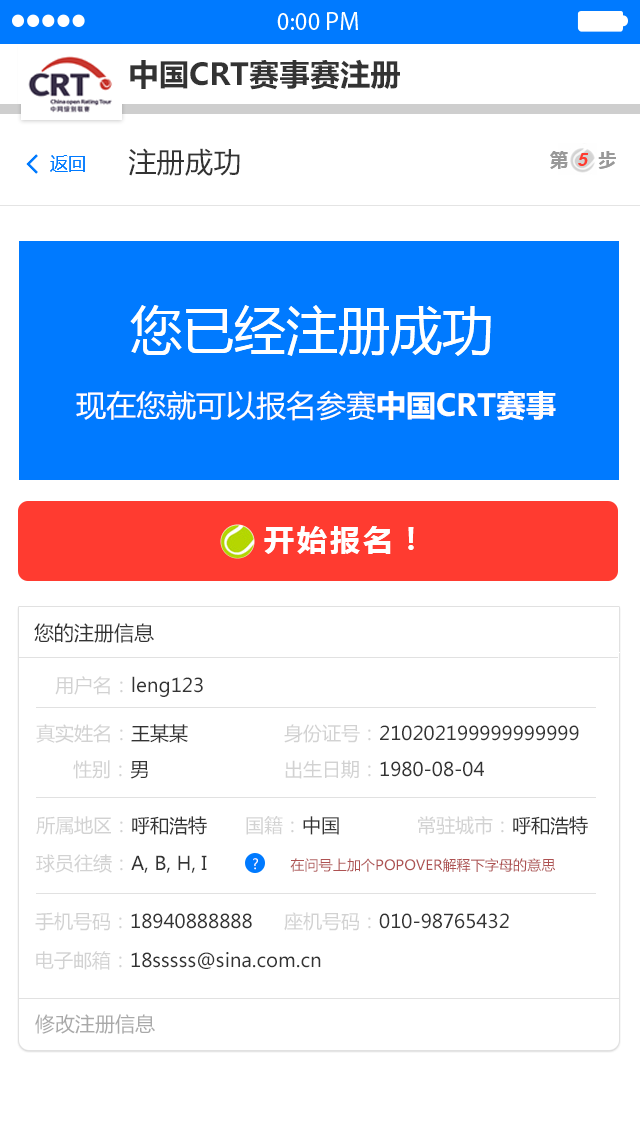 0:00 PM
CRT
China open Rating Tour
中网级别联赛
中国CRT赛事赛注册
返回
注册成功
第5步
您已经注册成功
现在您就可以报名参赛中国CRT赛事
开始报名！
您的注册信息
用户名：leng123
真实姓名：王某某 身份证号：210202199999999999
性别：男 出生日期：1980-08-04
所属地区：呼和浩特 国籍：中国 常驻城市：呼和浩特
球员往绩：A, B, H, I ? 在问号上加个POPOVER解释下字母的意思
手机号码：18940888888 座机号码：010-98765432
电子邮箱：18sssss@sina.com.cn
修改注册信息